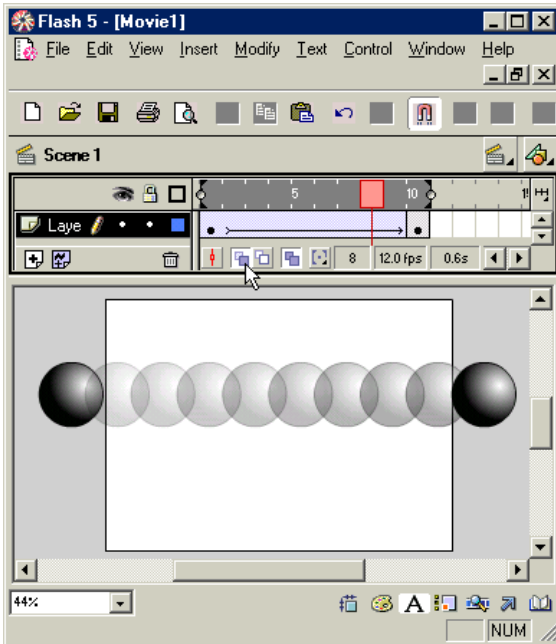 Flash 5 - [Movie1]
File Edit View Insert Modify Text Control Window Help
Scene 1
5 10 1
Laye
8 12.0 fps 0.6s
44%
A
NUM